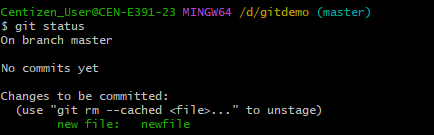 Centizen_User@CEN-E391-23 MINGW64 /d/gitdemo (master)
$ git status
On branch master
No commits yet
Changes to be committed:
(use "git rm --cached <file>..." to unstage)
new file: newfile